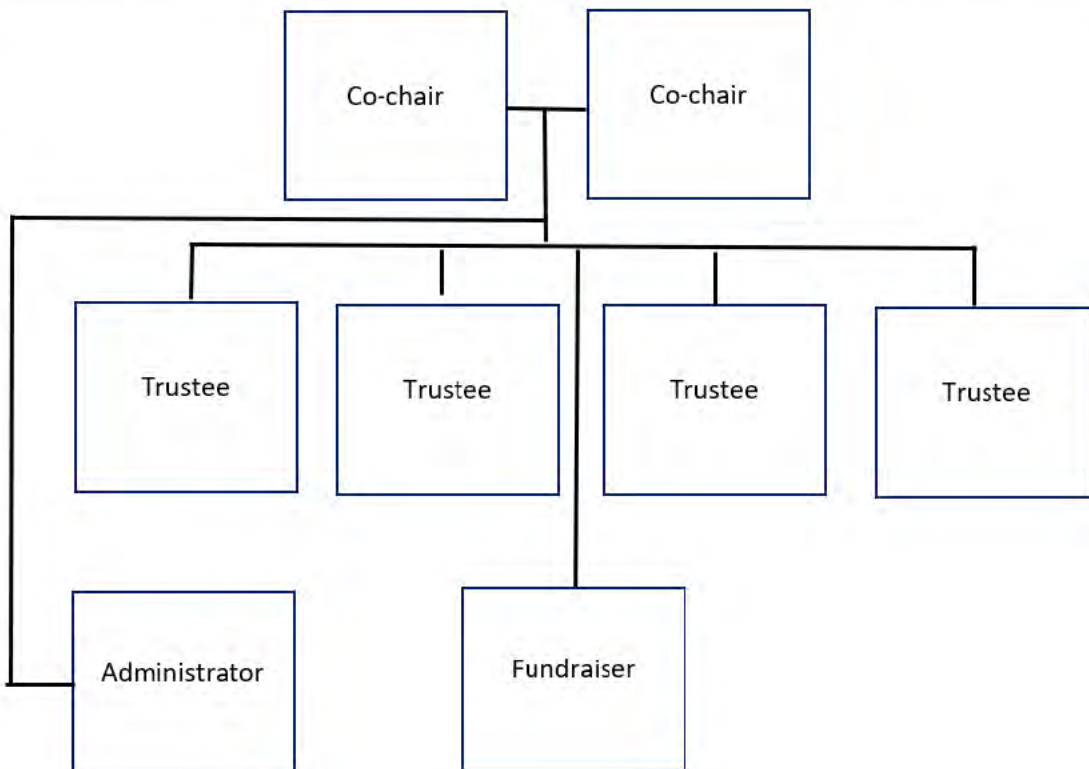 Co-chair
Co-chair
Trustee
Trustee
Trustee
Trustee
Administrator
Fundraiser